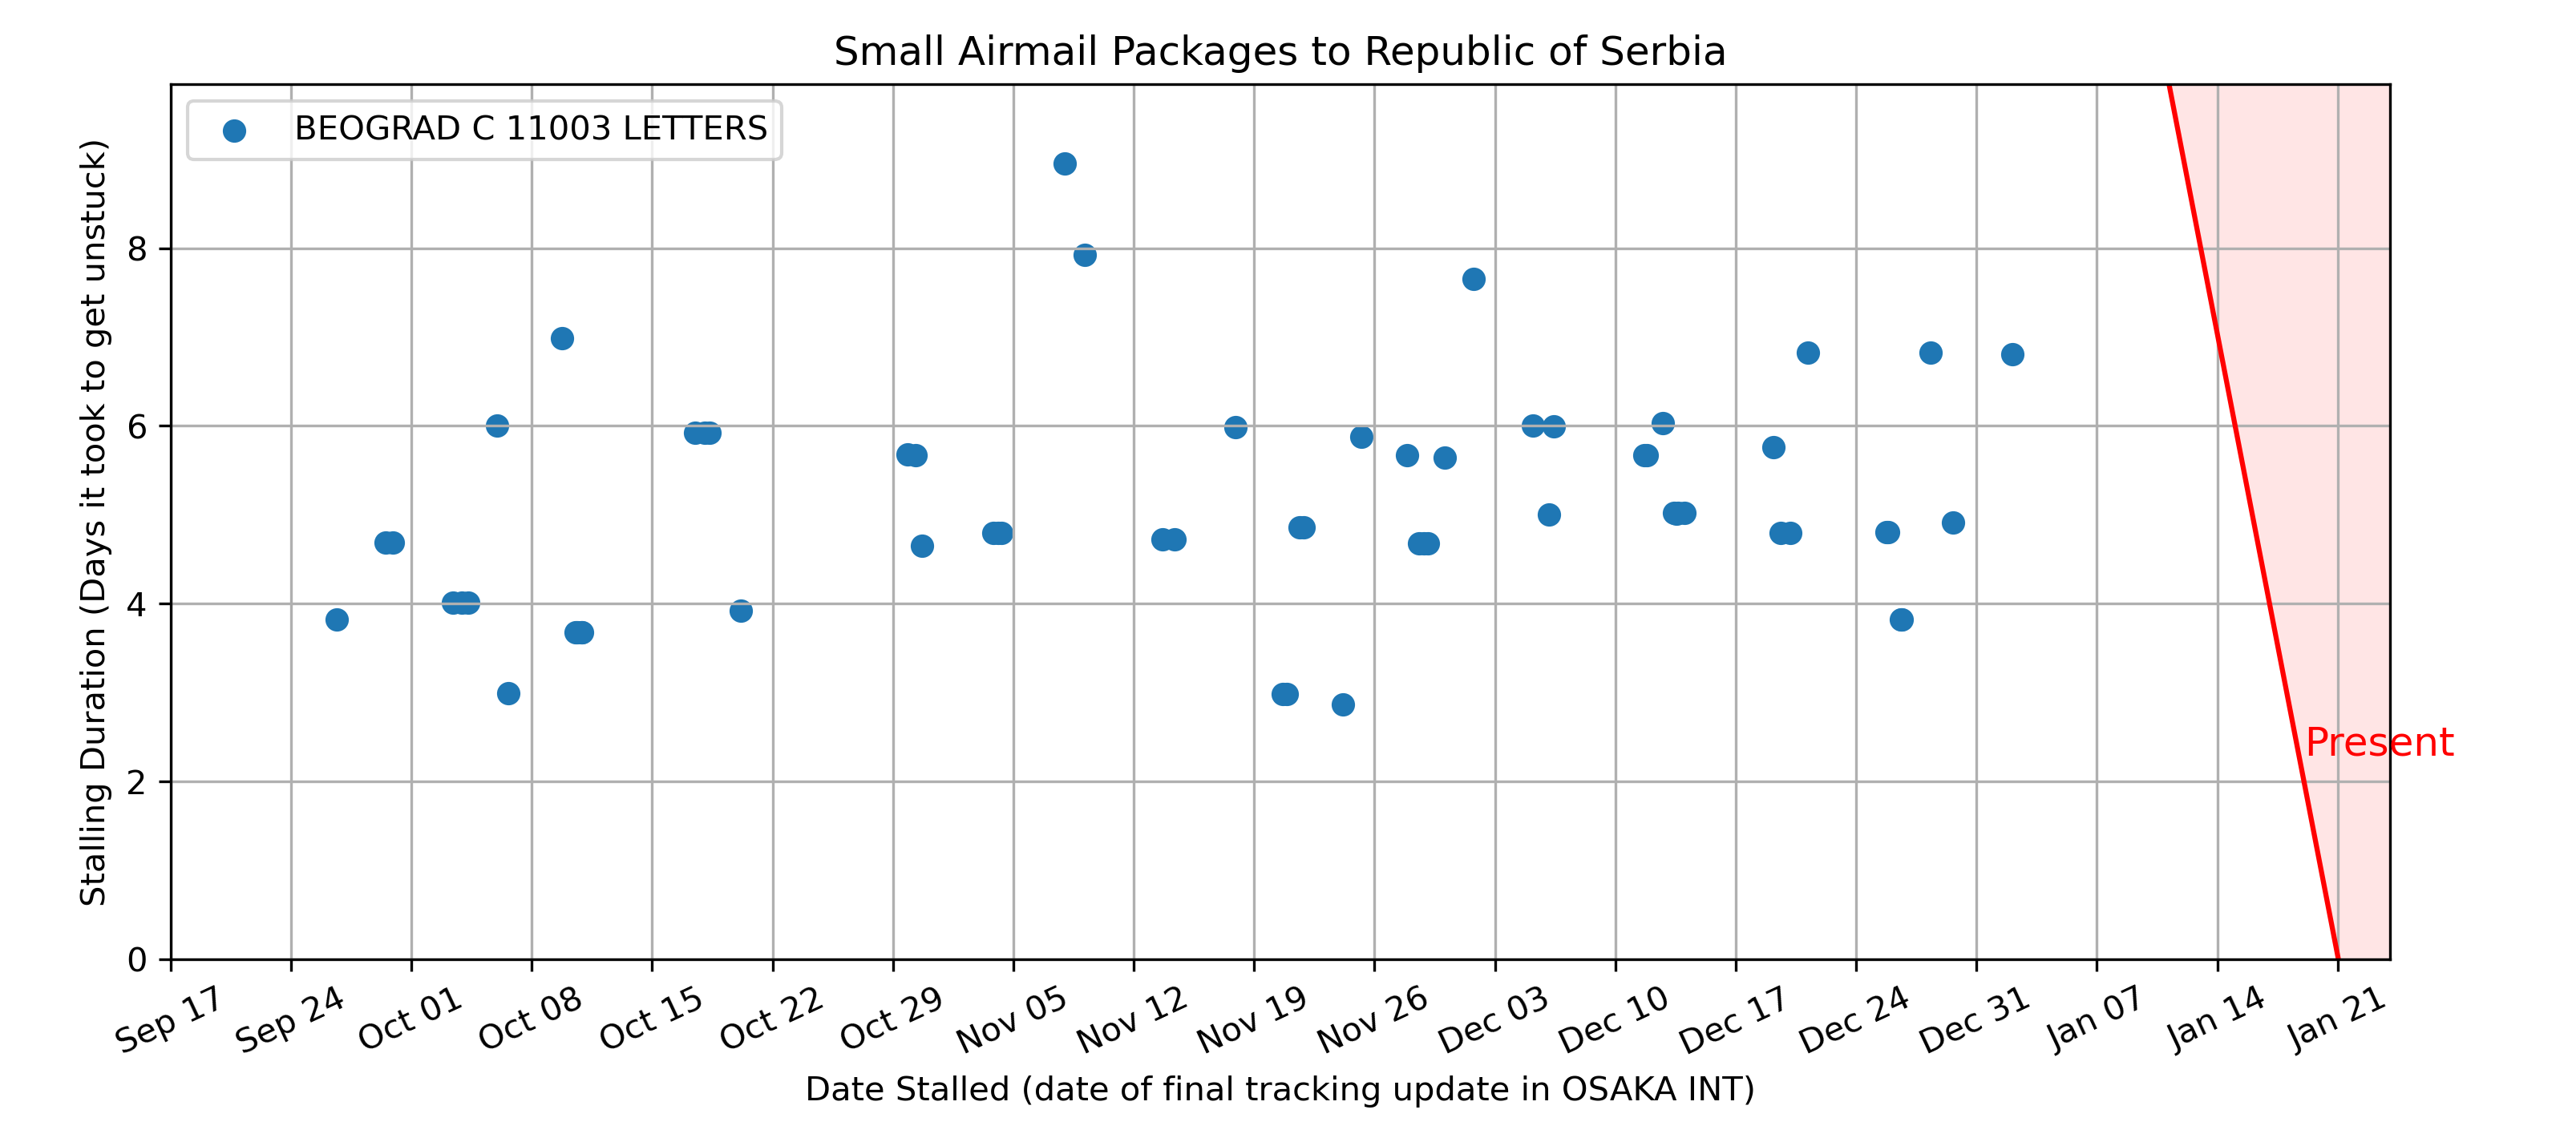 Small Airmail Packages to Republic of Serbia
BEOGRAD C 11003 LETTERS
Stalling Duration (Days it took to get unstuck)
8
6
4
2
0
Present
Sep 17
Sep 24
Oct 01
Oct 08
Oct 15
Oct 22
Oct 29
Nov 05
Nov 12
Nov 19
Nov 26
Dec 03
Dec 10
Dec 17
Dec 24
Dec 31
Jan 07
Jan 14
Jan 21
Date Stalled (date of final tracking update in OSAKA INT)